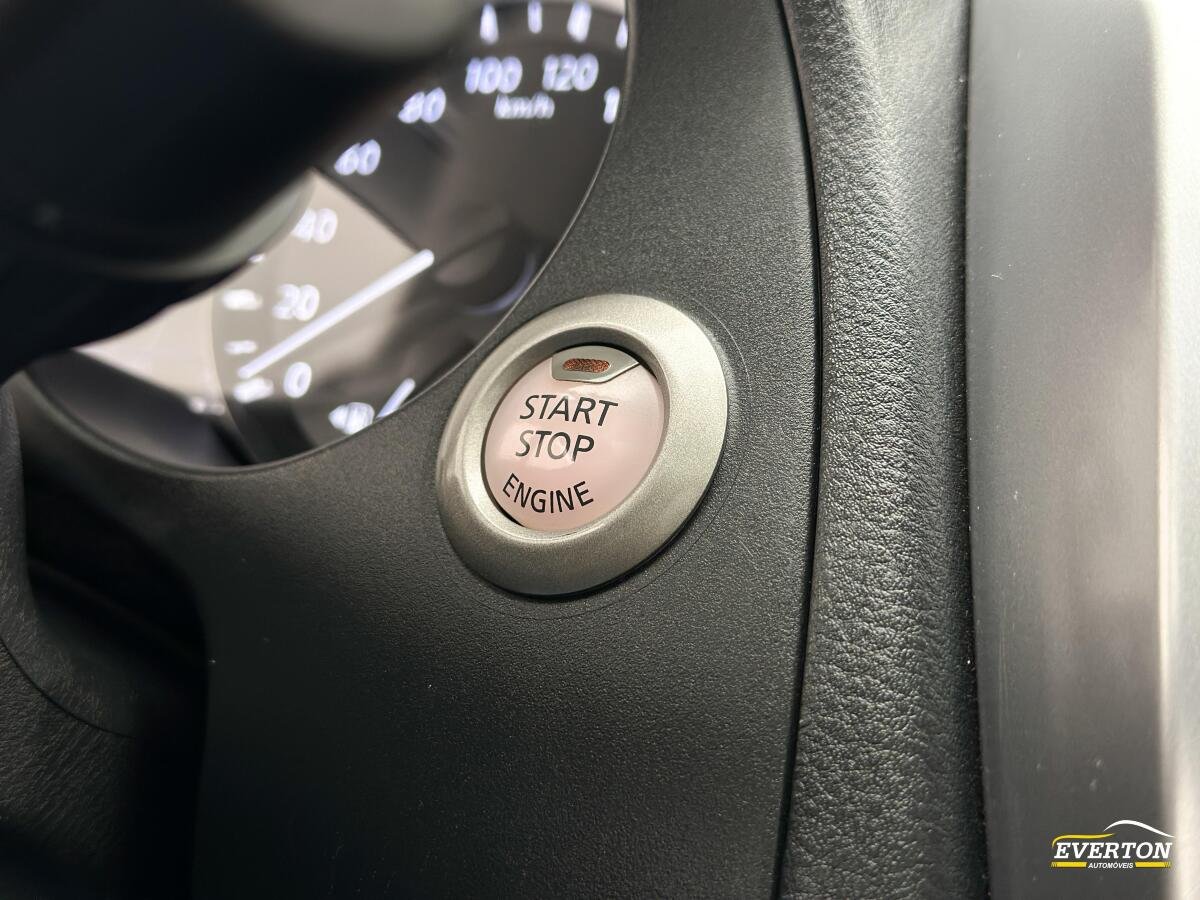 100 120
km/h
80
60
40
20
0
START
STOP
ENGINE
EVERTON
AUTOMÓVEIS